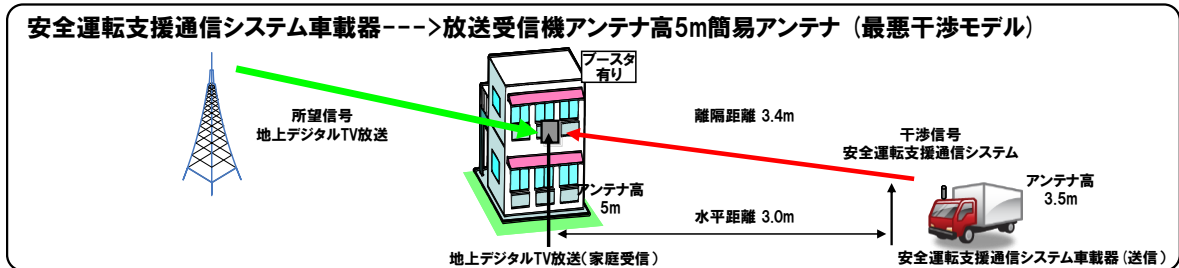 安全運転支援通信システム車載器--->放送受信機アンテナ高5m簡易アンテナ (最悪干渉モデル)
ブースタ
有り
所望信号
地上デジタルTV放送
離隔距離 3.4m
干渉信号
安全運転支援通信システム
アンテナ高
5m
アンテナ高
3.5m
水平距離 3.0m
地上デジタルTV放送(家庭受信)
安全運転支援通信システム車載器(送信)